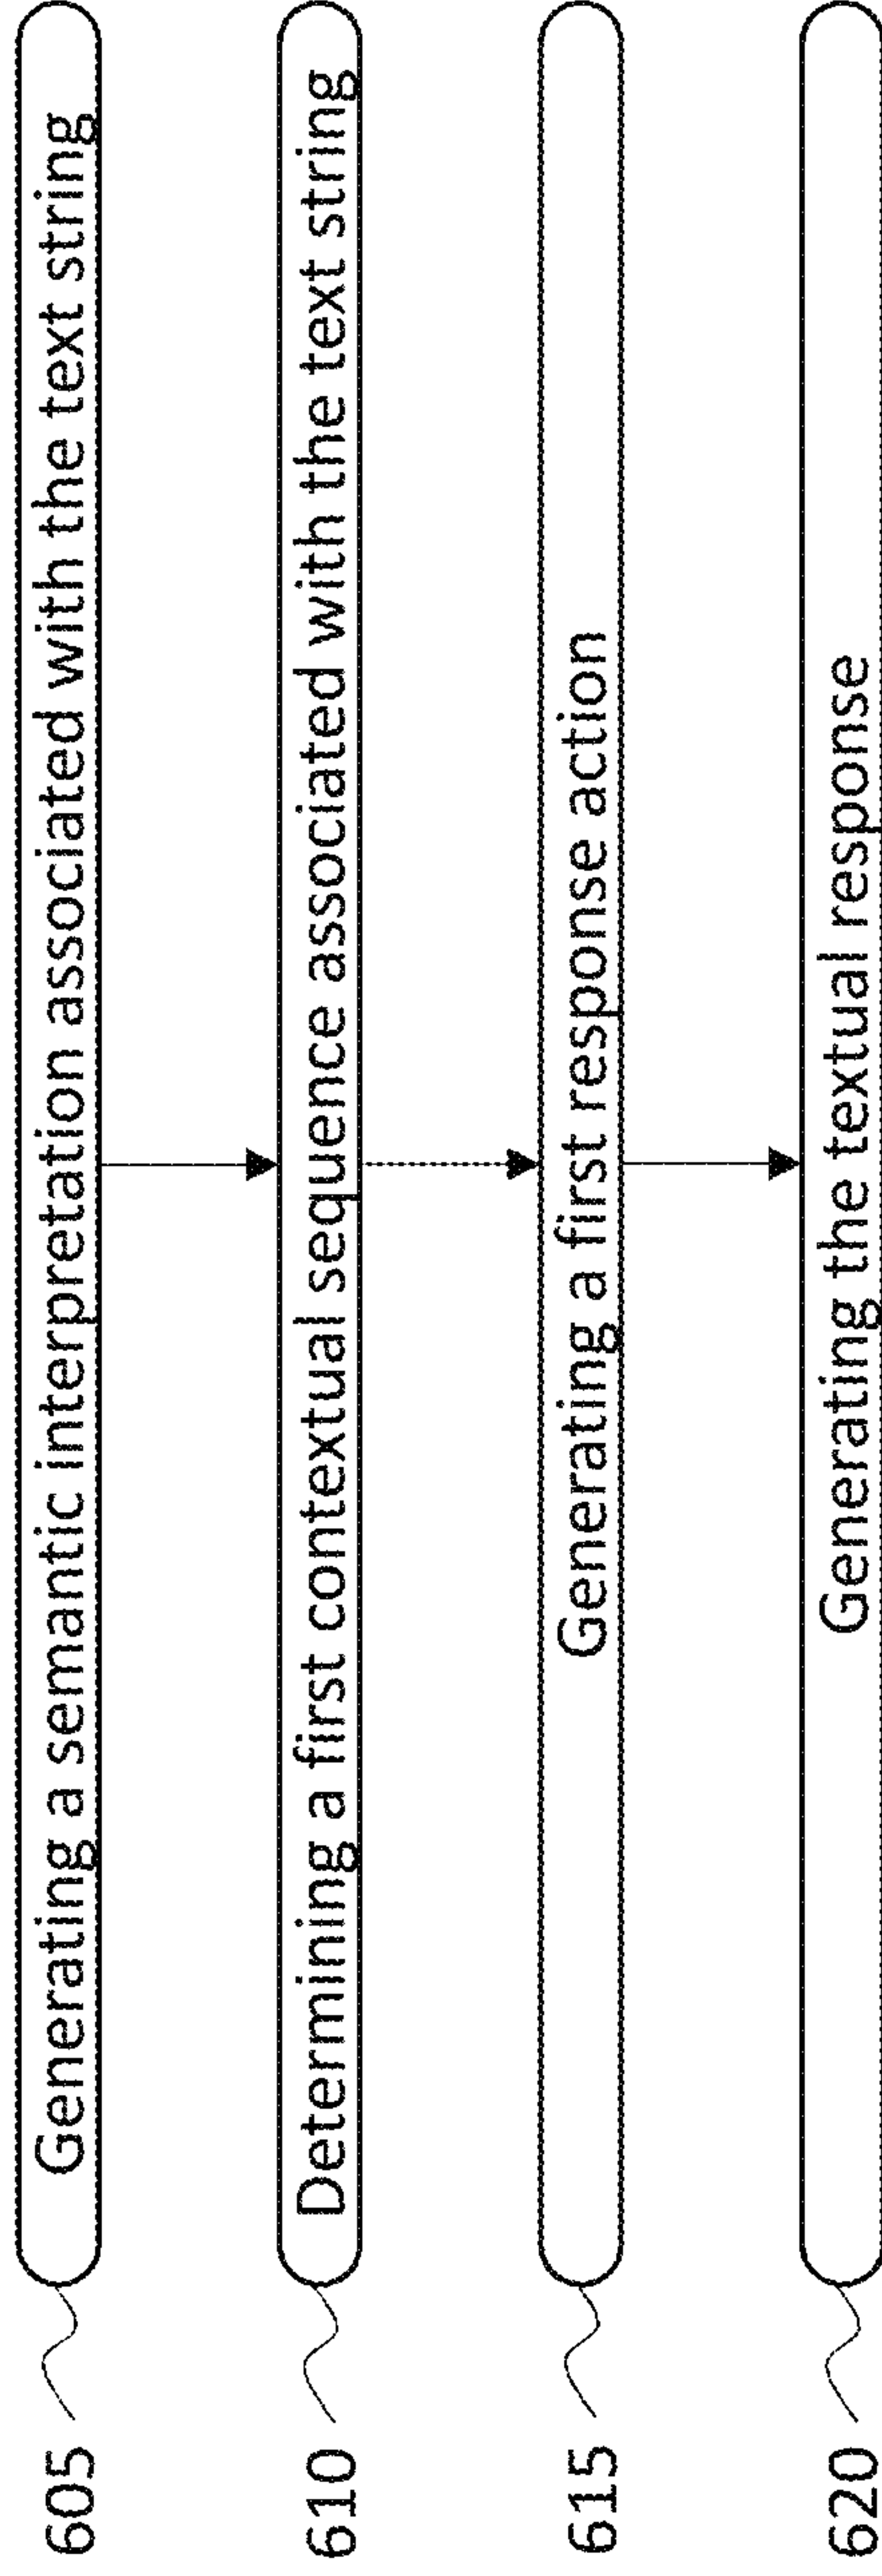 605 Generating a semantic interpretation associated with the text string
610 Determining a first contextual sequence associated with the text string
615 Generating a first response action
620 Generating the textual response